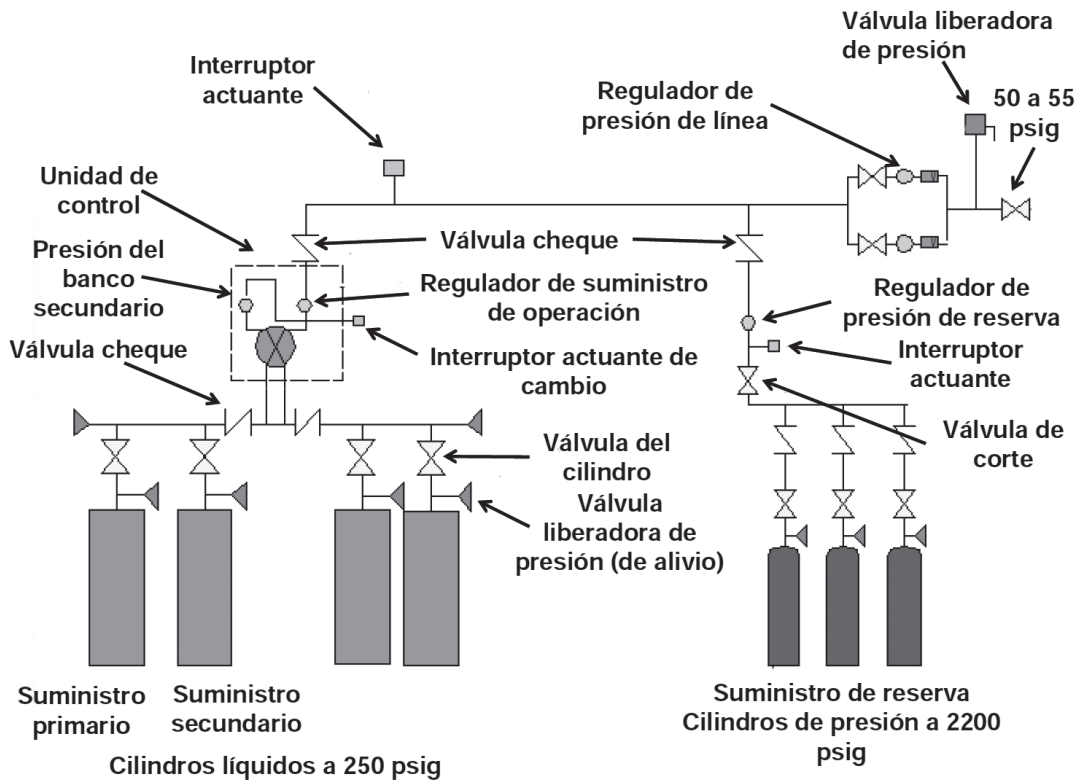 Válvula liberadora
de presión
Interruptor
actuante
Regulador de
presión de línea
50 a 55
psig
Unidad de
control
Presión del
banco
secundario
Válvula cheque
Regulador de suministro
de operación
Regulador de
presión de reserva
Válvula cheque
Interruptor actuante de
cambio
Interruptor
actuante
Válvula del
cilindro
Válvula de
corte
Válvula
liberadora de
presión (de alivio)
Suministro
primario
Suministro
secundario
Cilindros líquidos a 250 psig
Suministro de reserva
Cilindros de presión a 2200
psig